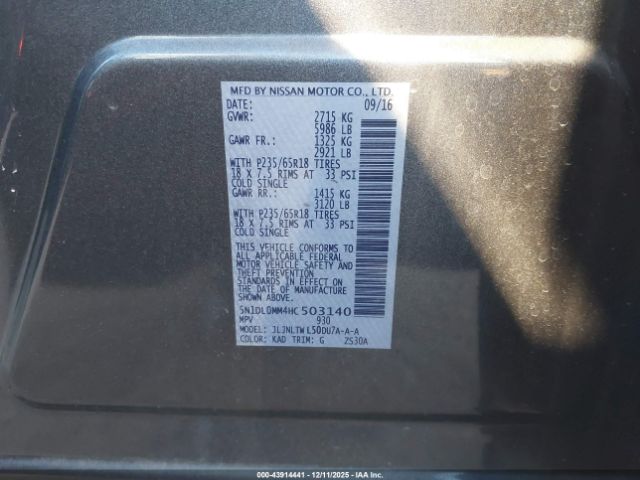 MFD BY NISSAN MOTOR CO., LTD.
DATE: 09/16
GVWR: 2715 KG
5986 LB
GAWR FR.: 1325 KG
2921 LB
WITH P235/65R18 TIRES
18 X 7.5 RIMS AT 33 PSI
COLD SINGLE
GAWR RR.: 1415 KG
3120 LB
WITH P235/65R18 TIRES
18 X 7.5 RIMS AT 33 PSI
COLD SINGLE
THIS VEHICLE CONFORMS TO
ALL APPLICABLE FEDERAL
MOTOR VEHICLE SAFETY AND
THEFT PREVENTION
STANDARDS IN EFFECT ON
THE DATE OF MANUFACTURE
SHOWN ABOVE.
5N1DL0MM4HC503140
MPV 930
MODEL: JLJNLTWL50DU7A-A-A
COLOR: KAD TRIM: G ZS30A
000-43914441 - 12/11/2025 - IAA, Inc.